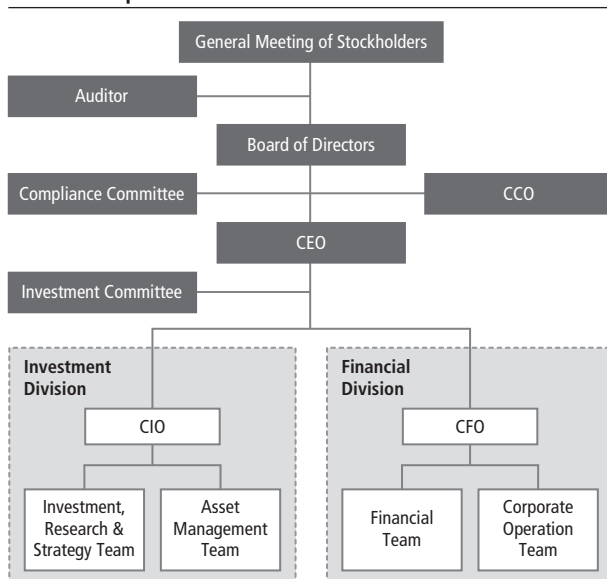 General Meeting of Stockholders
Auditor
Board of Directors
Compliance Committee
CCO
CEO
Investment Committee
Investment
Division
Financial
Division
CIO
CFO
Investment,
Research &
Strategy Team
Asset
Management
Team
Financial
Team
Corporate
Operation
Team